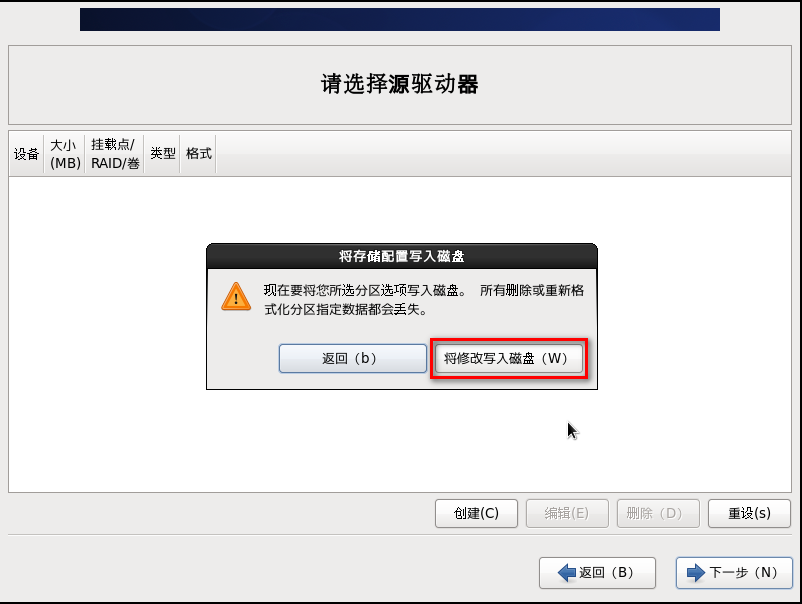 请选择源驱动器
设备
大小
(MB)
挂载点/
RAID/卷
类型
格式
将存储配置写入磁盘
现在要将您所选分区选项写入磁盘。 所有删除或重新格
式化分区指定数据都会丢失。
返回（b）
将修改写入磁盘（W）
创建(C)
编辑(E)
删除（D）
重设(s)
返回（B）
下一步（N）